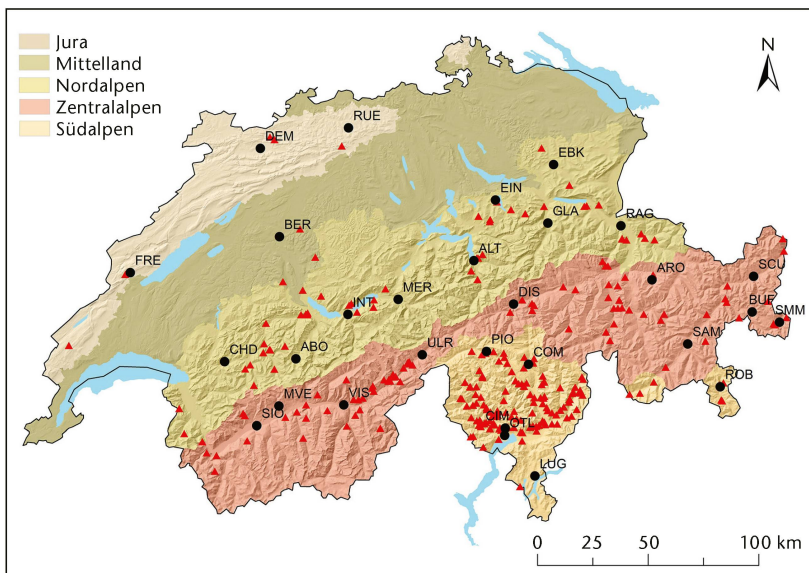 Jura
Mittelland
Nordalpen
Zentralalpen
Südalpen
N
RUE
DEM
EBK
EIN
GLA
RAG
BER
ALT
FRE
ARO
SCU
MER
DIS
INT
BUF
SMM
ULR
PIO
SAM
CHD
ABO
COM
ROB
MVE
VIS
SIO
CIM
OTL
LUG
0 25 50 100 km